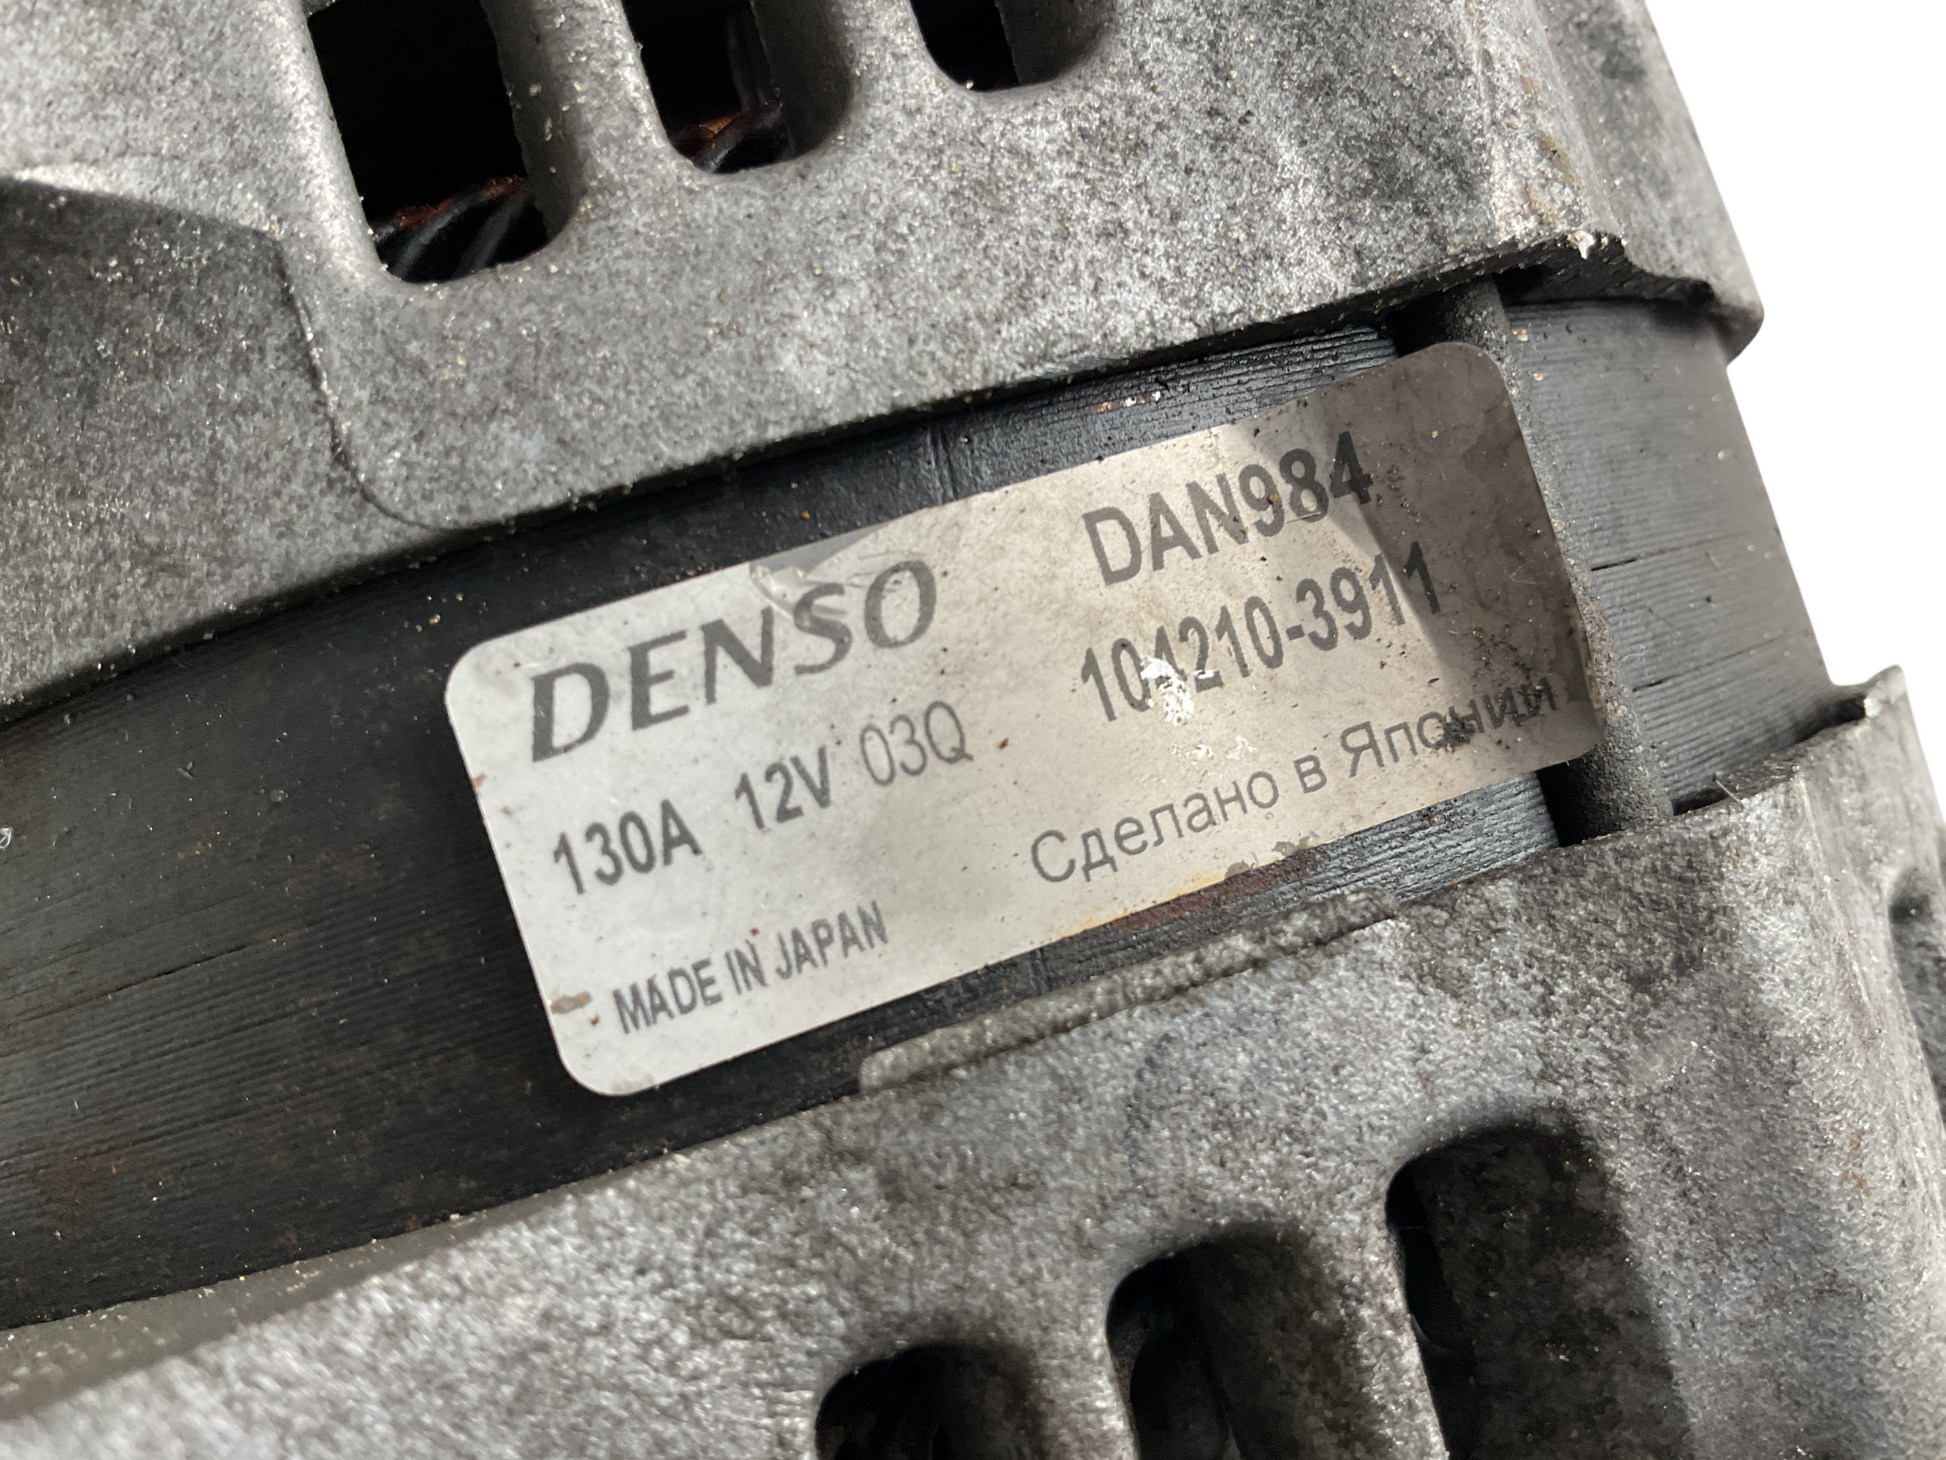 DENSO DAN984
130A 12V 03Q 104210-3911
MADE IN JAPAN Сделано в Японии